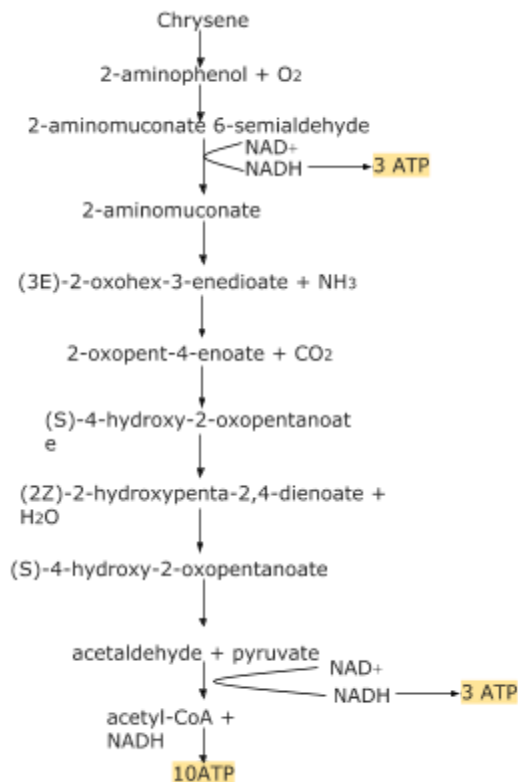 Chrysene
2-aminophenol + O2
2-aminomuconate 6-semialdehyde
NAD+
NADH
3 ATP
2-aminomuconate
(3E)-2-oxohex-3-enedioate + NH3
2-oxopent-4-enoate + CO2
(S)-4-hydroxy-2-oxopentanoat
e
(2Z)-2-hydroxypenta-2,4-dienoate +
H2O
(S)-4-hydroxy-2-oxopentanoate
acetaldehyde + pyruvate
NAD+
NADH
3 ATP
acetyl-CoA +
NADH
10ATP